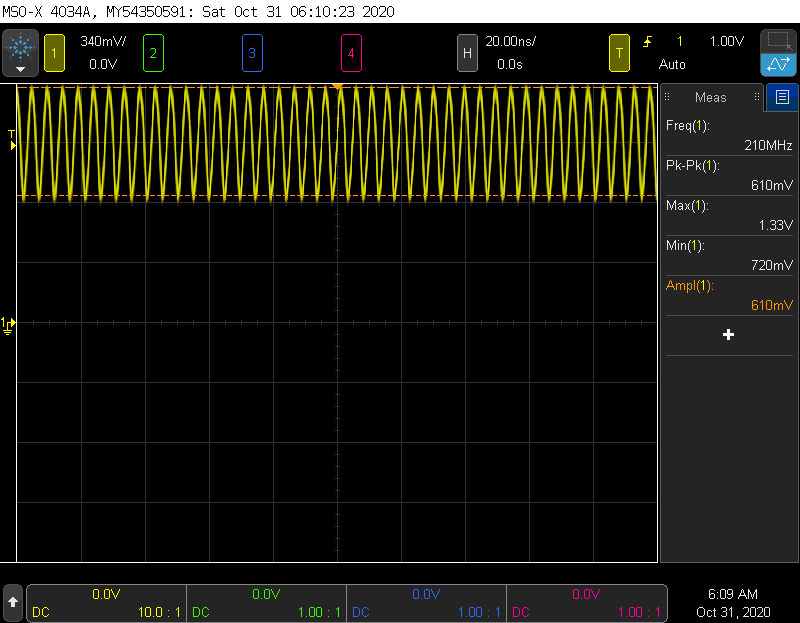 MSO-X 4034A, MY54350591: Sat Oct 31 06:10:23 2020
1 340mV/ 2 3 4 H 20.00ns/ T 1 1.00V
0.0V 0.0s Auto
Meas
T
Freq(1):
210MHz
Pk-Pk(1):
610mV
Max(1):
1.33V
Min(1):
720mV
Ampl(1):
610mV
1
0.0V 0.0V 0.0V 0.0V 6:09 AM
DC 10.0 : 1 DC 1.00 : 1 DC 1.00 : 1 DC 1.00 : 1 Oct 31, 2020